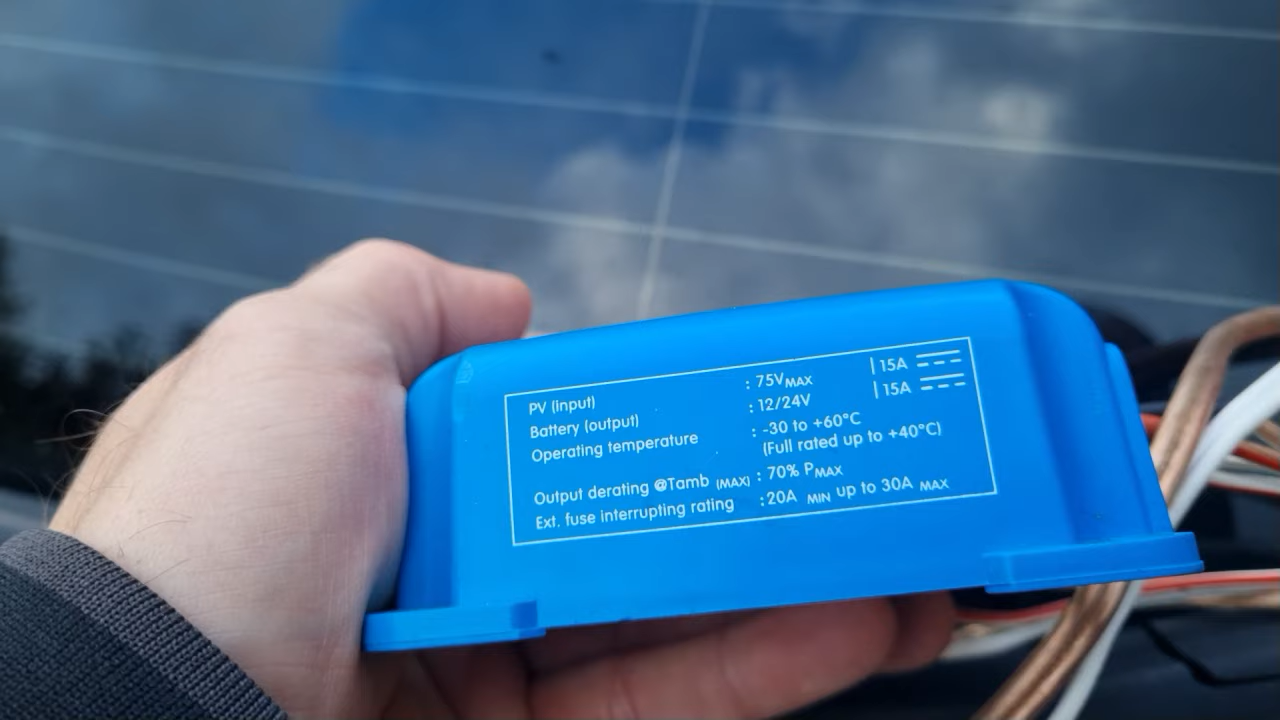 PV (input) : 75VMAX | 15A
Battery (output) : 12/24V | 15A
Operating temperature : -30 to +60°C
(Full rated up to +40°C)
Output derating @Tamb (MAX) : 70% PMAX
Ext. fuse interrupting rating : 20A MIN up to 30A MAX